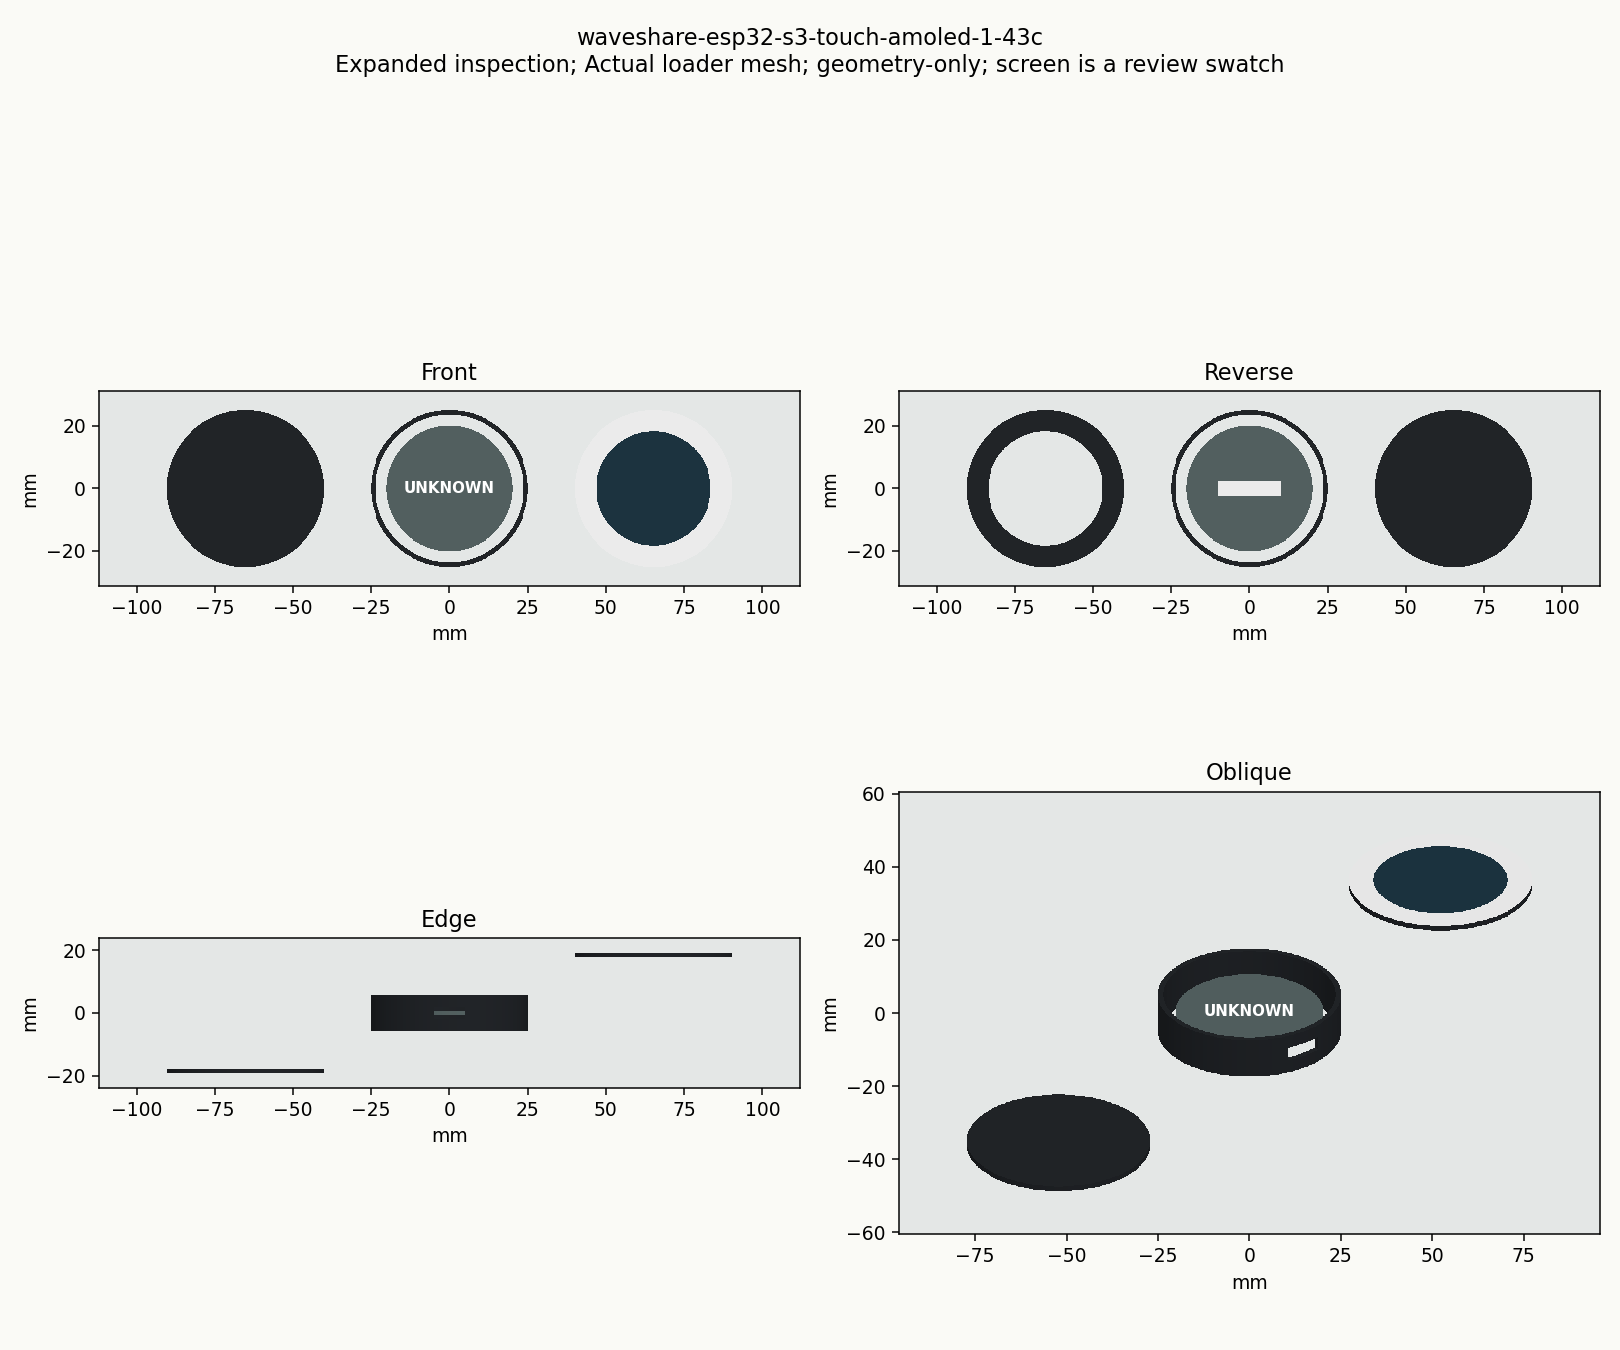 waveshare-esp32-s3-touch-amoled-1-43c
Expanded inspection; Actual loader mesh; geometry-only; screen is a review swatch
Front
20
0
−20
mm
UNKNOWN
−100 −75 −50 −25 0 25 50 75 100
mm
Reverse
20
0
−20
mm
−100 −75 −50 −25 0 25 50 75 100
mm
Edge
20
0
−20
mm
−100 −75 −50 −25 0 25 50 75 100
mm
Oblique
60
40
20
0
−20
−40
−60
mm
UNKNOWN
−75 −50 −25 0 25 50 75
mm